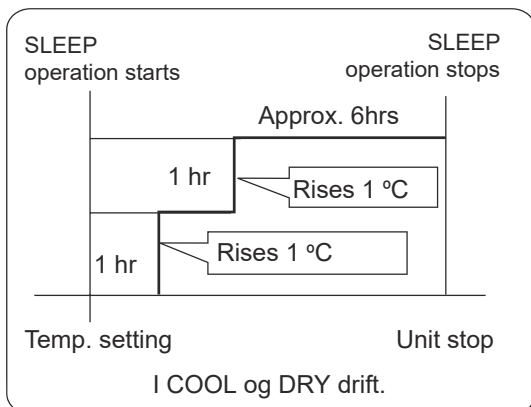 SLEEP
operation starts
SLEEP
operation stops
Approx. 6hrs
1 hr
Rises 1 ºC
1 hr
Rises 1 ºC
Temp. setting
Unit stop
I COOL og DRY drift.